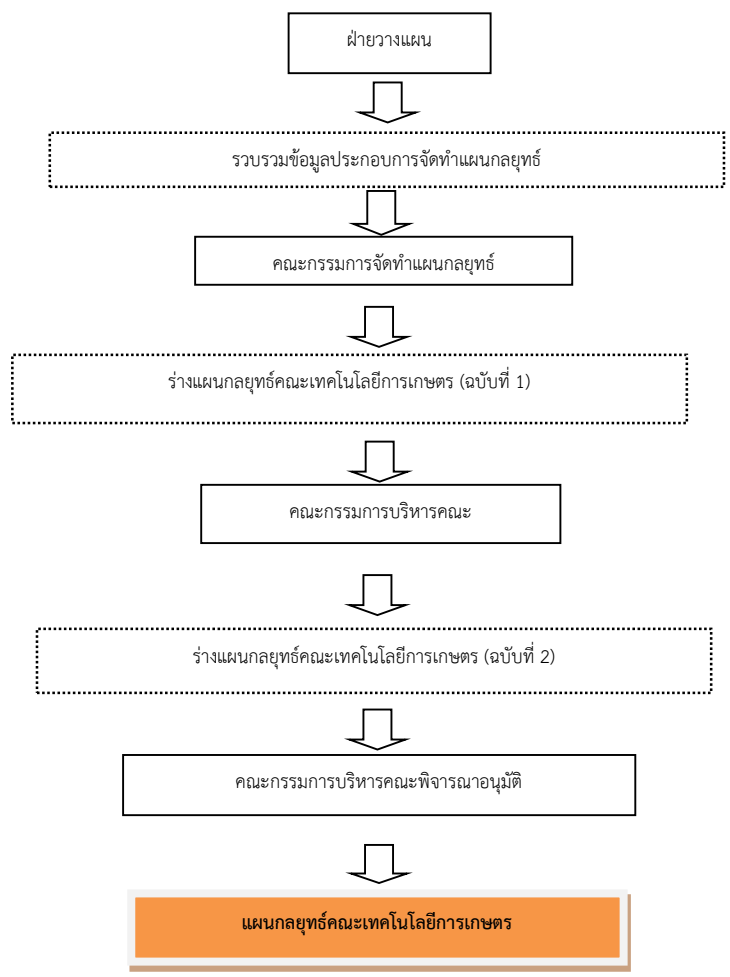 ฝ่ายวางแผน
รวบรวมข้อมูลประกอบการจัดทำแผนกลยุทธ์
คณะกรรมการจัดทำแผนกลยุทธ์
ร่างแผนกลยุทธ์คณะเทคโนโลยีการเกษตร (ฉบับที่ 1)
คณะกรรมการบริหารคณะ
ร่างแผนกลยุทธ์คณะเทคโนโลยีการเกษตร (ฉบับที่ 2)
คณะกรรมการบริหารคณะพิจารณาอนุมัติ
แผนกลยุทธ์คณะเทคโนโลยีการเกษตร